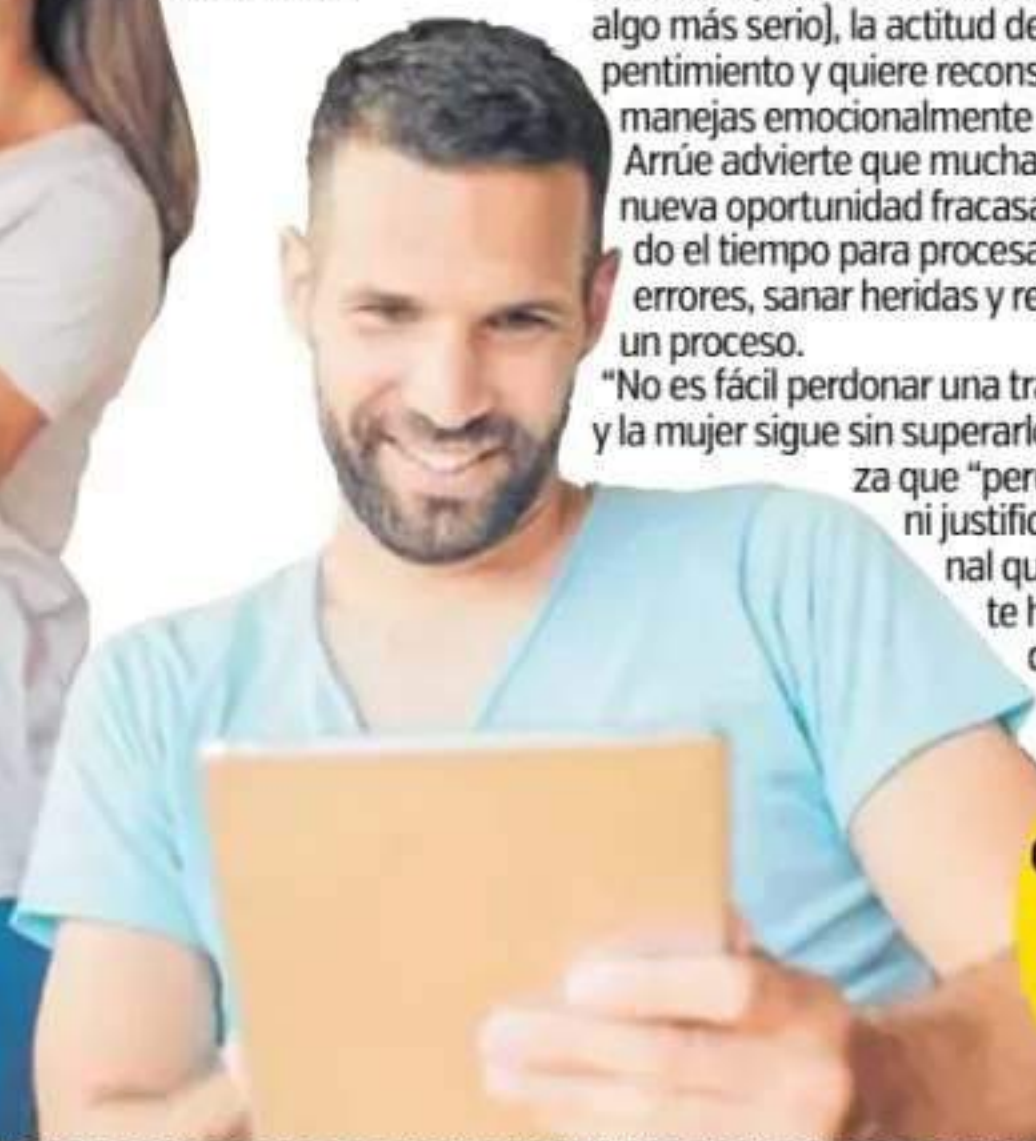 algo más serio), la actitud de
pentimiento y quiere recons
manejas emocionalmente
Arrúe advierte que mucha
nueva oportunidad fracasa
do el tiempo para procesa
errores, sanar heridas y re
un proceso.
“No es fácil perdonar una tr
y la mujer sigue sin superarl
za que “per
ni justific
nal qu
te h